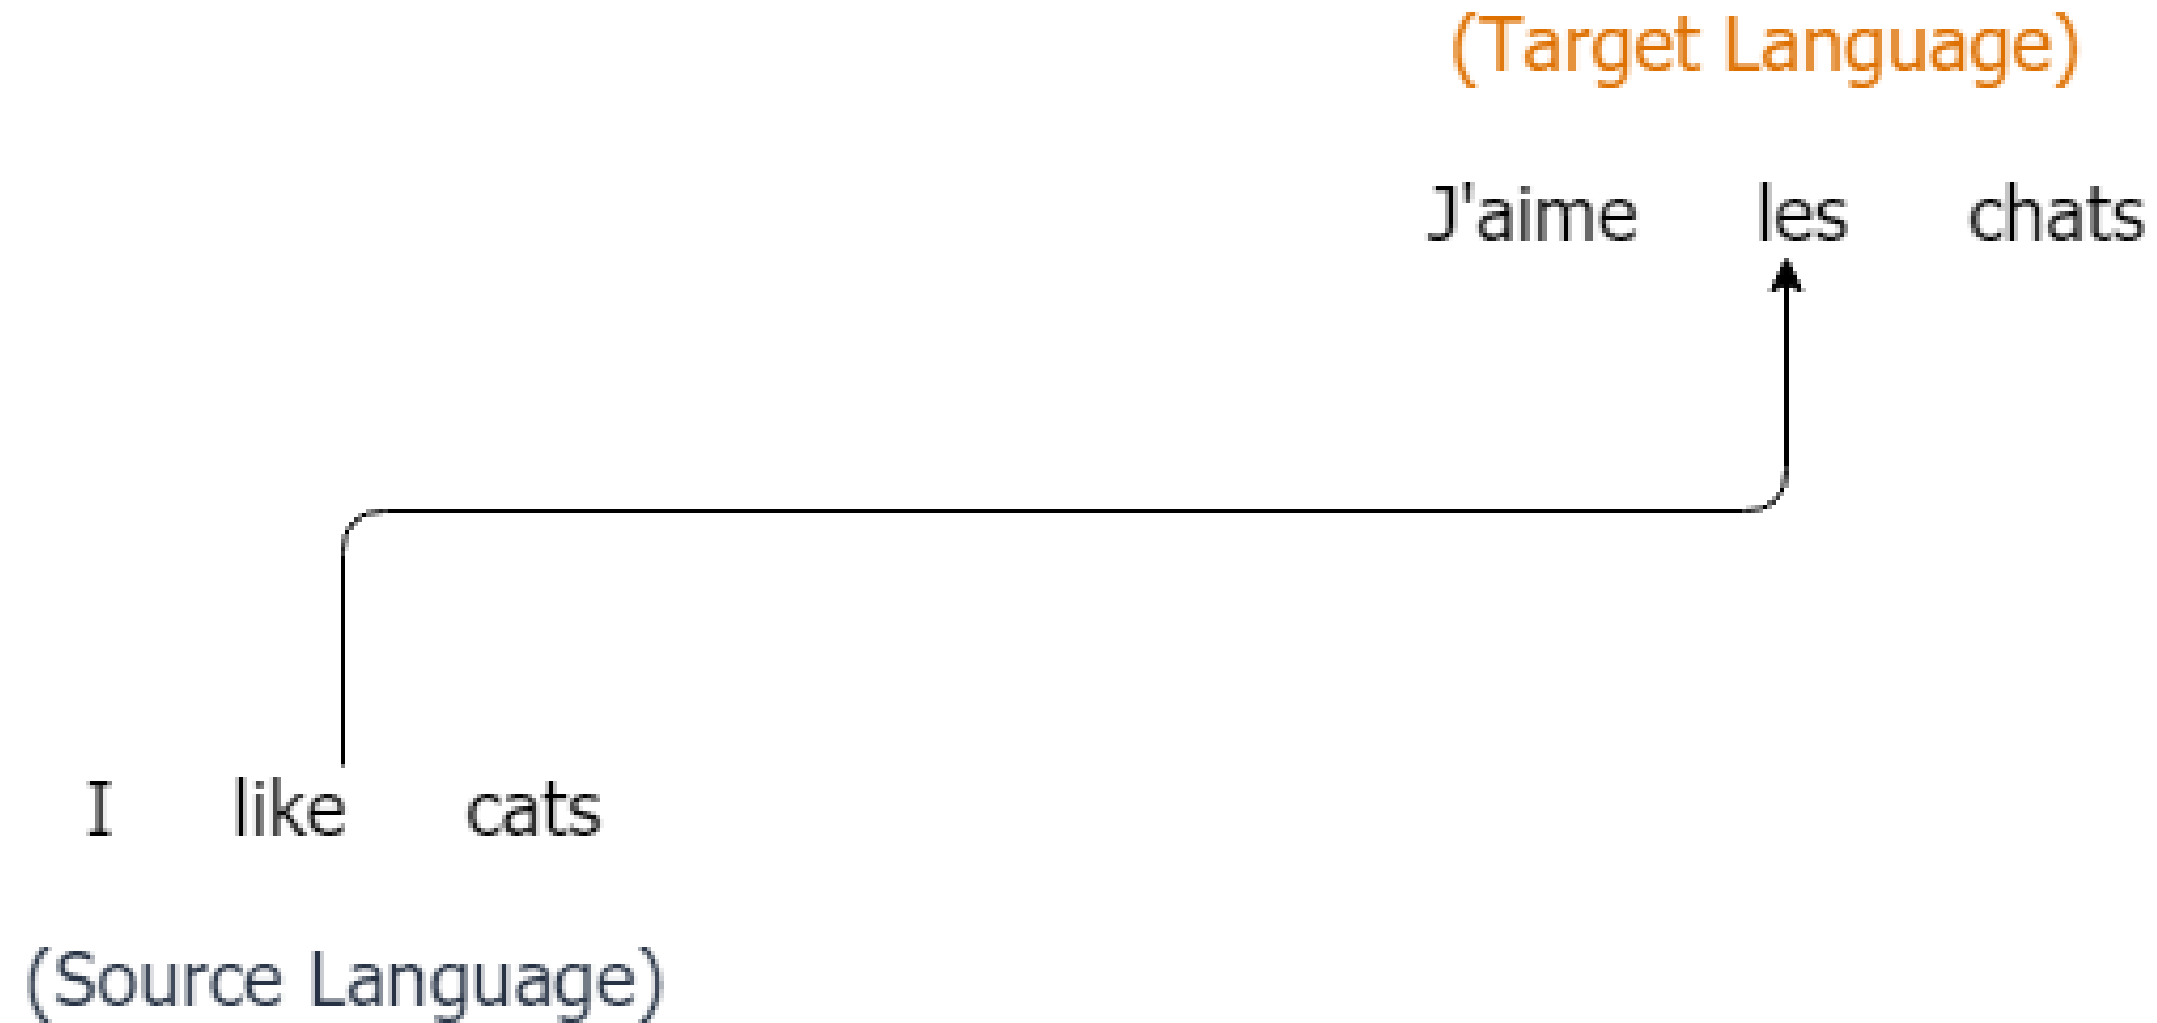 (Target Language)
J'aime les chats
I like cats
(Source Language)